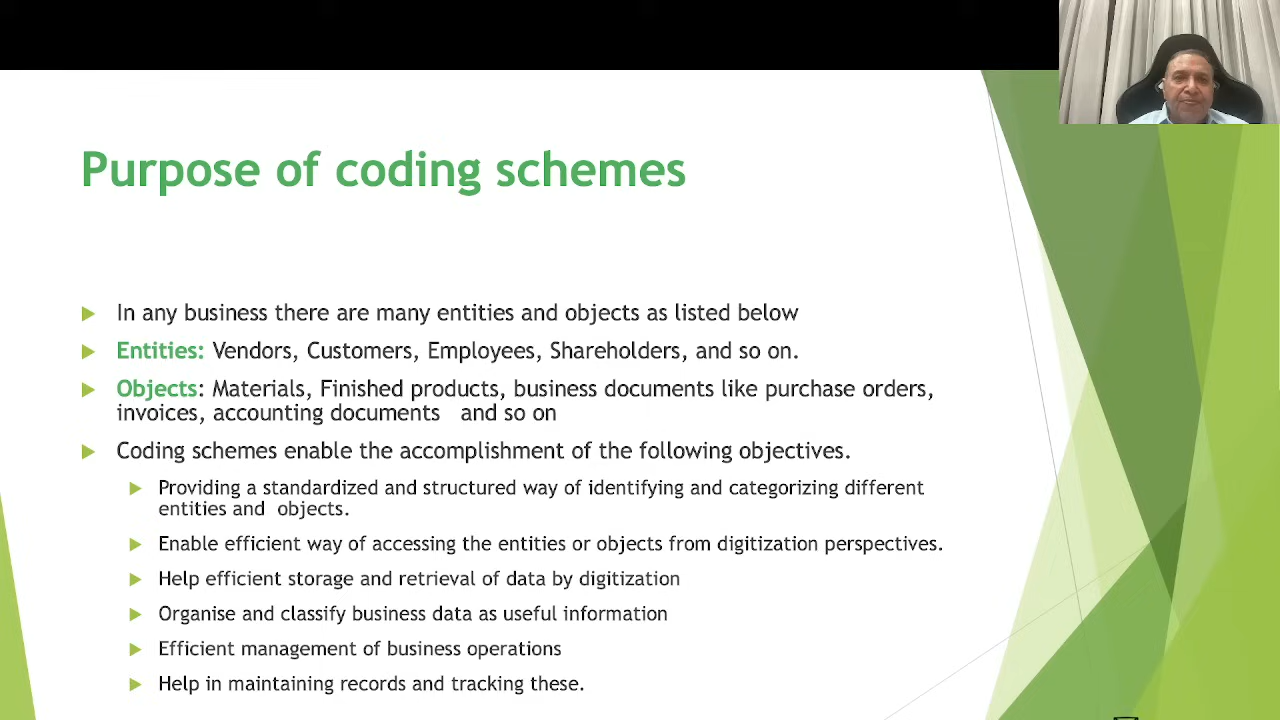 Purpose of coding schemes
In any business there are many entities and objects as listed below
Entities: Vendors, Customers, Employees, Shareholders, and so on.
Objects: Materials, Finished products, business documents like purchase orders,
invoices, accounting documents and so on
Coding schemes enable the accomplishment of the following objectives.
Providing a standardized and structured way of identifying and categorizing different
entities and objects.
Enable efficient way of accessing the entities or objects from digitization perspectives.
Help efficient storage and retrieval of data by digitization
Organise and classify business data as useful information
Efficient management of business operations
Help in maintaining records and tracking these.